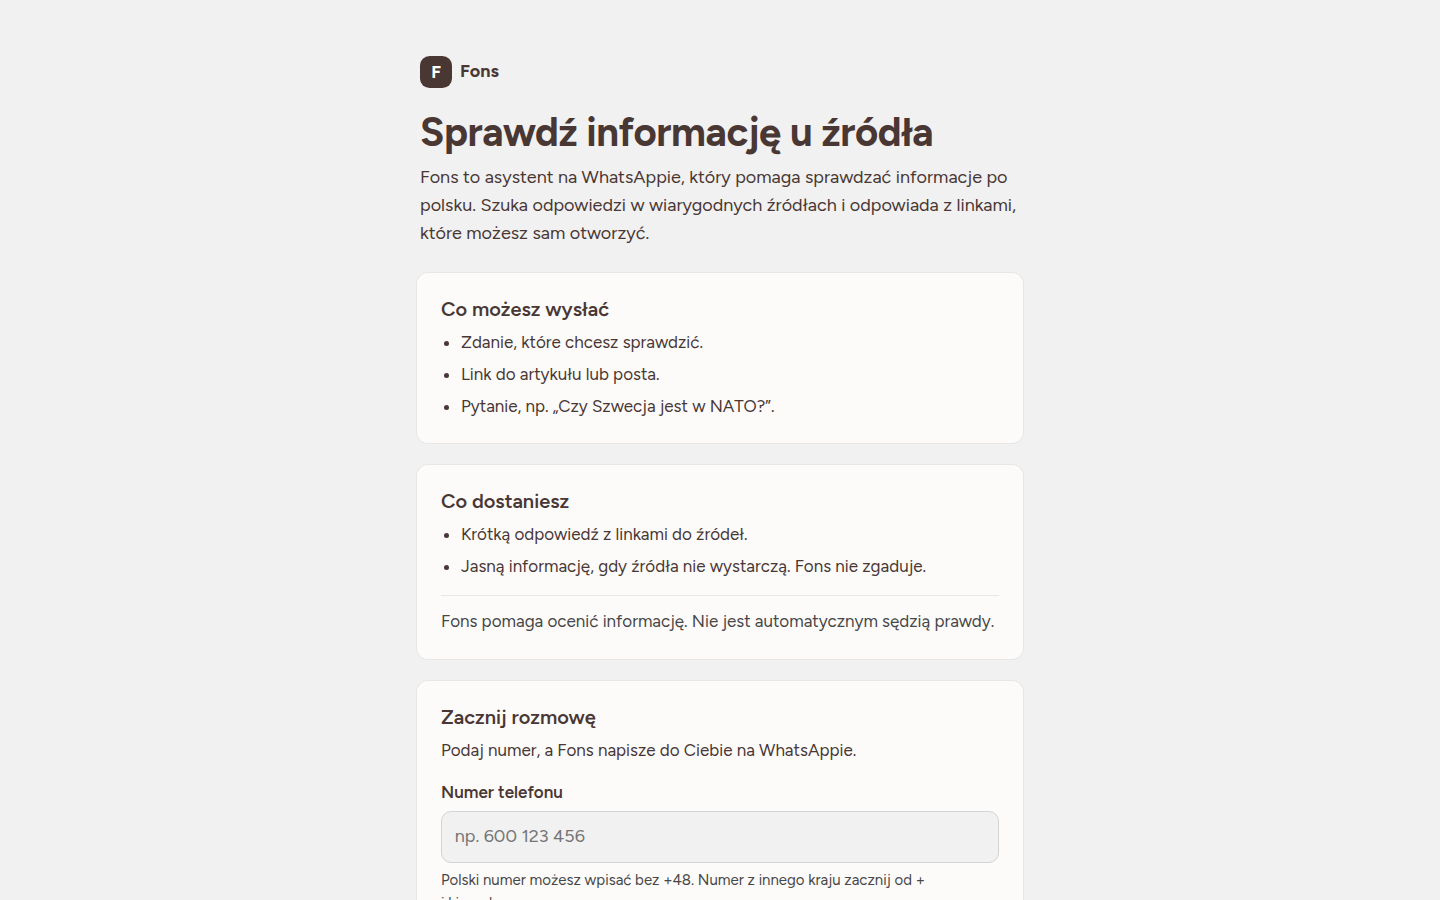 F Fons
Sprawdź informację u źródła
Fons to asystent na WhatsAppie, który pomaga sprawdzać informacje po
polsku. Szuka odpowiedzi w wiarygodnych źródłach i odpowiada z linkami,
które możesz sam otworzyć.
Co możesz wysłać
• Zdanie, które chcesz sprawdzić.
• Link do artykułu lub posta.
• Pytanie, np. „Czy Szwecja jest w NATO?”.
Co dostaniesz
• Krótką odpowiedź z linkami do źródeł.
• Jasną informację, gdy źródła nie wystarczą. Fons nie zgaduje.
Fons pomaga ocenić informację. Nie jest automatycznym sędzią prawdy.
Zacznij rozmowę
Podaj numer, a Fons napisze do Ciebie na WhatsAppie.
Numer telefonu
np. 600 123 456
Polski numer możesz wpisać bez +48. Numer z innego kraju zacznij od +